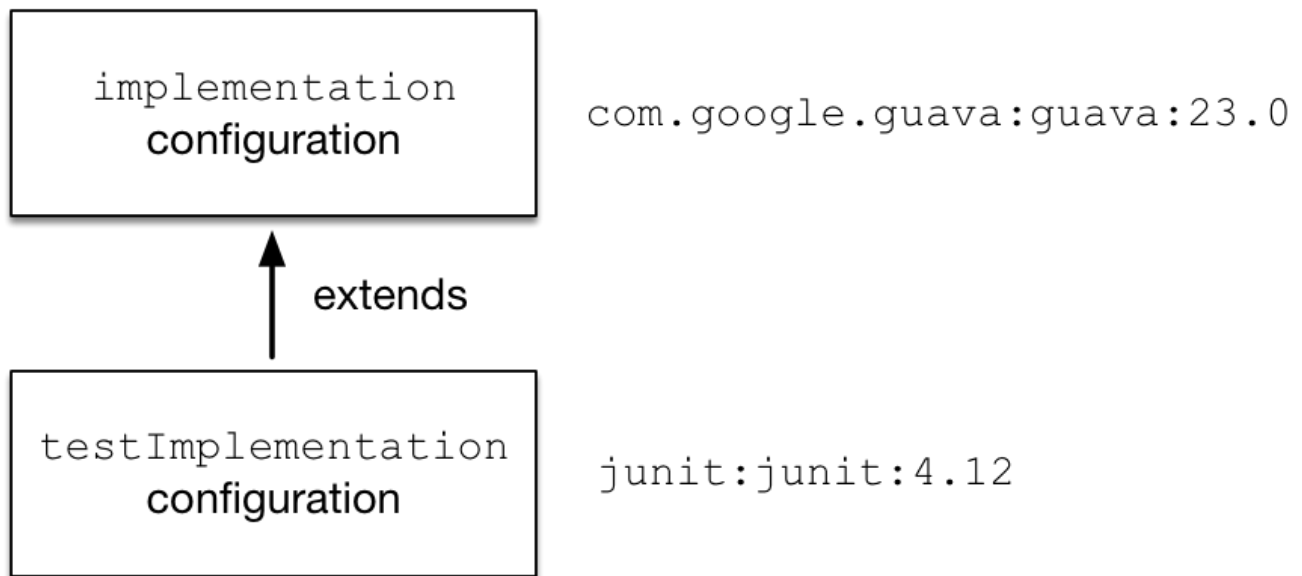 implementation
configuration
com.google.guava:guava:23.0
extends
testImplementation
configuration
junit:junit:4.12